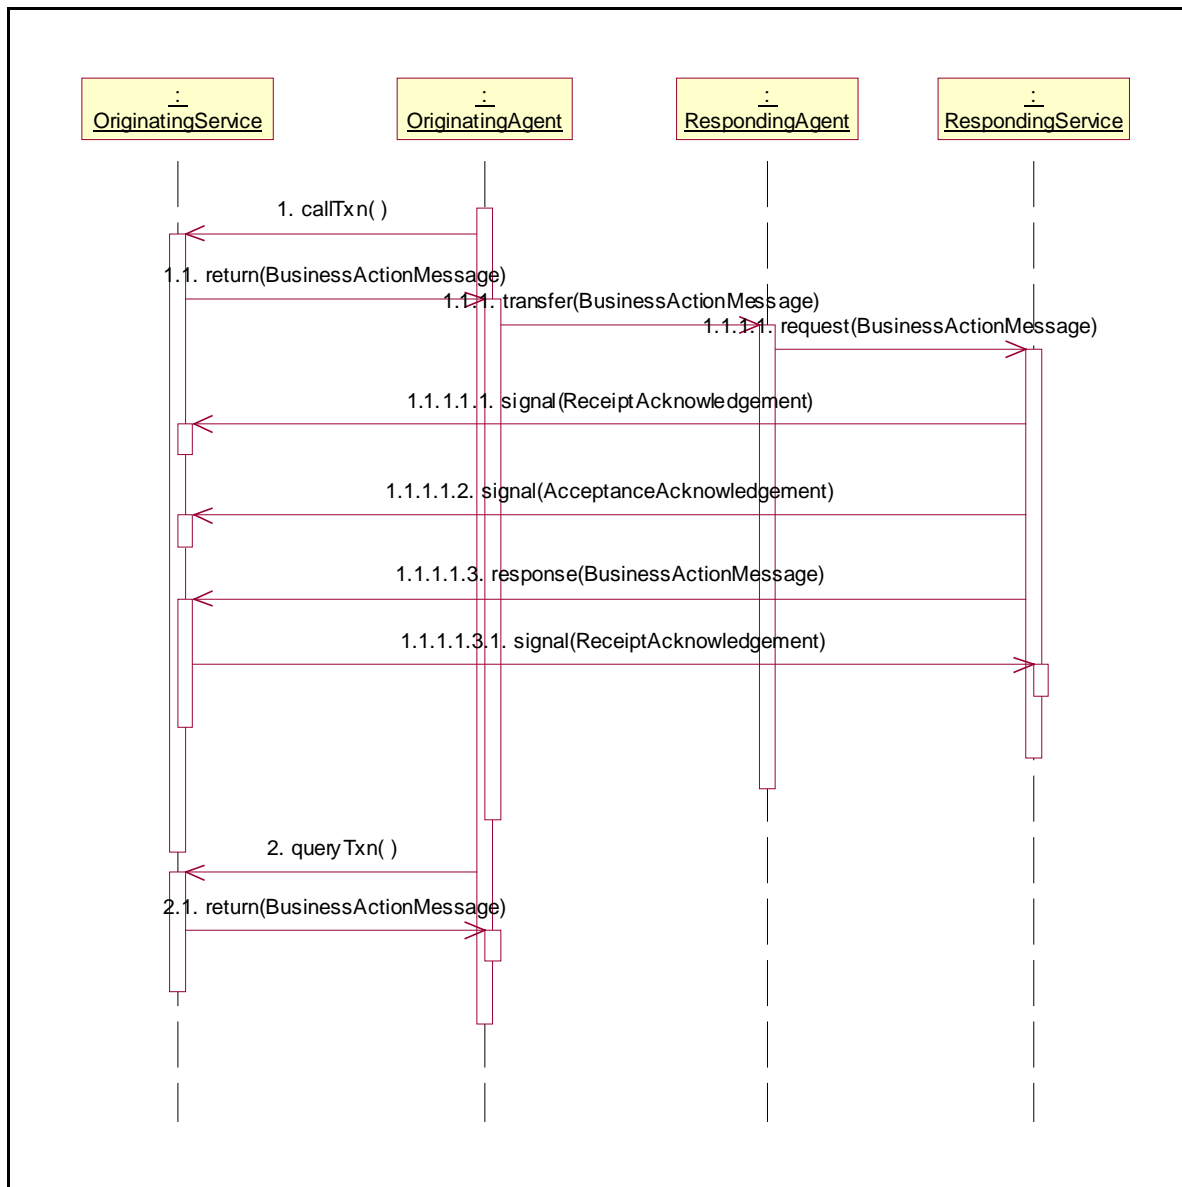 :
OriginatingService
:
OriginatingAgent
:
RespondingAgent
:
RespondingService
1. callTxn( )
1.1. return(BusinessActionMessage)
1.1.1. transfer(BusinessActionMessage)
1.1.1.1. request(BusinessActionMessage)
1.1.1.1.1. signal(ReceiptAcknowledgement)
1.1.1.1.2. signal(AcceptanceAcknowledgement)
1.1.1.1.3. response(BusinessActionMessage)
1.1.1.1.3.1. signal(ReceiptAcknowledgement)
2. queryTxn( )
2.1. return(BusinessActionMessage)